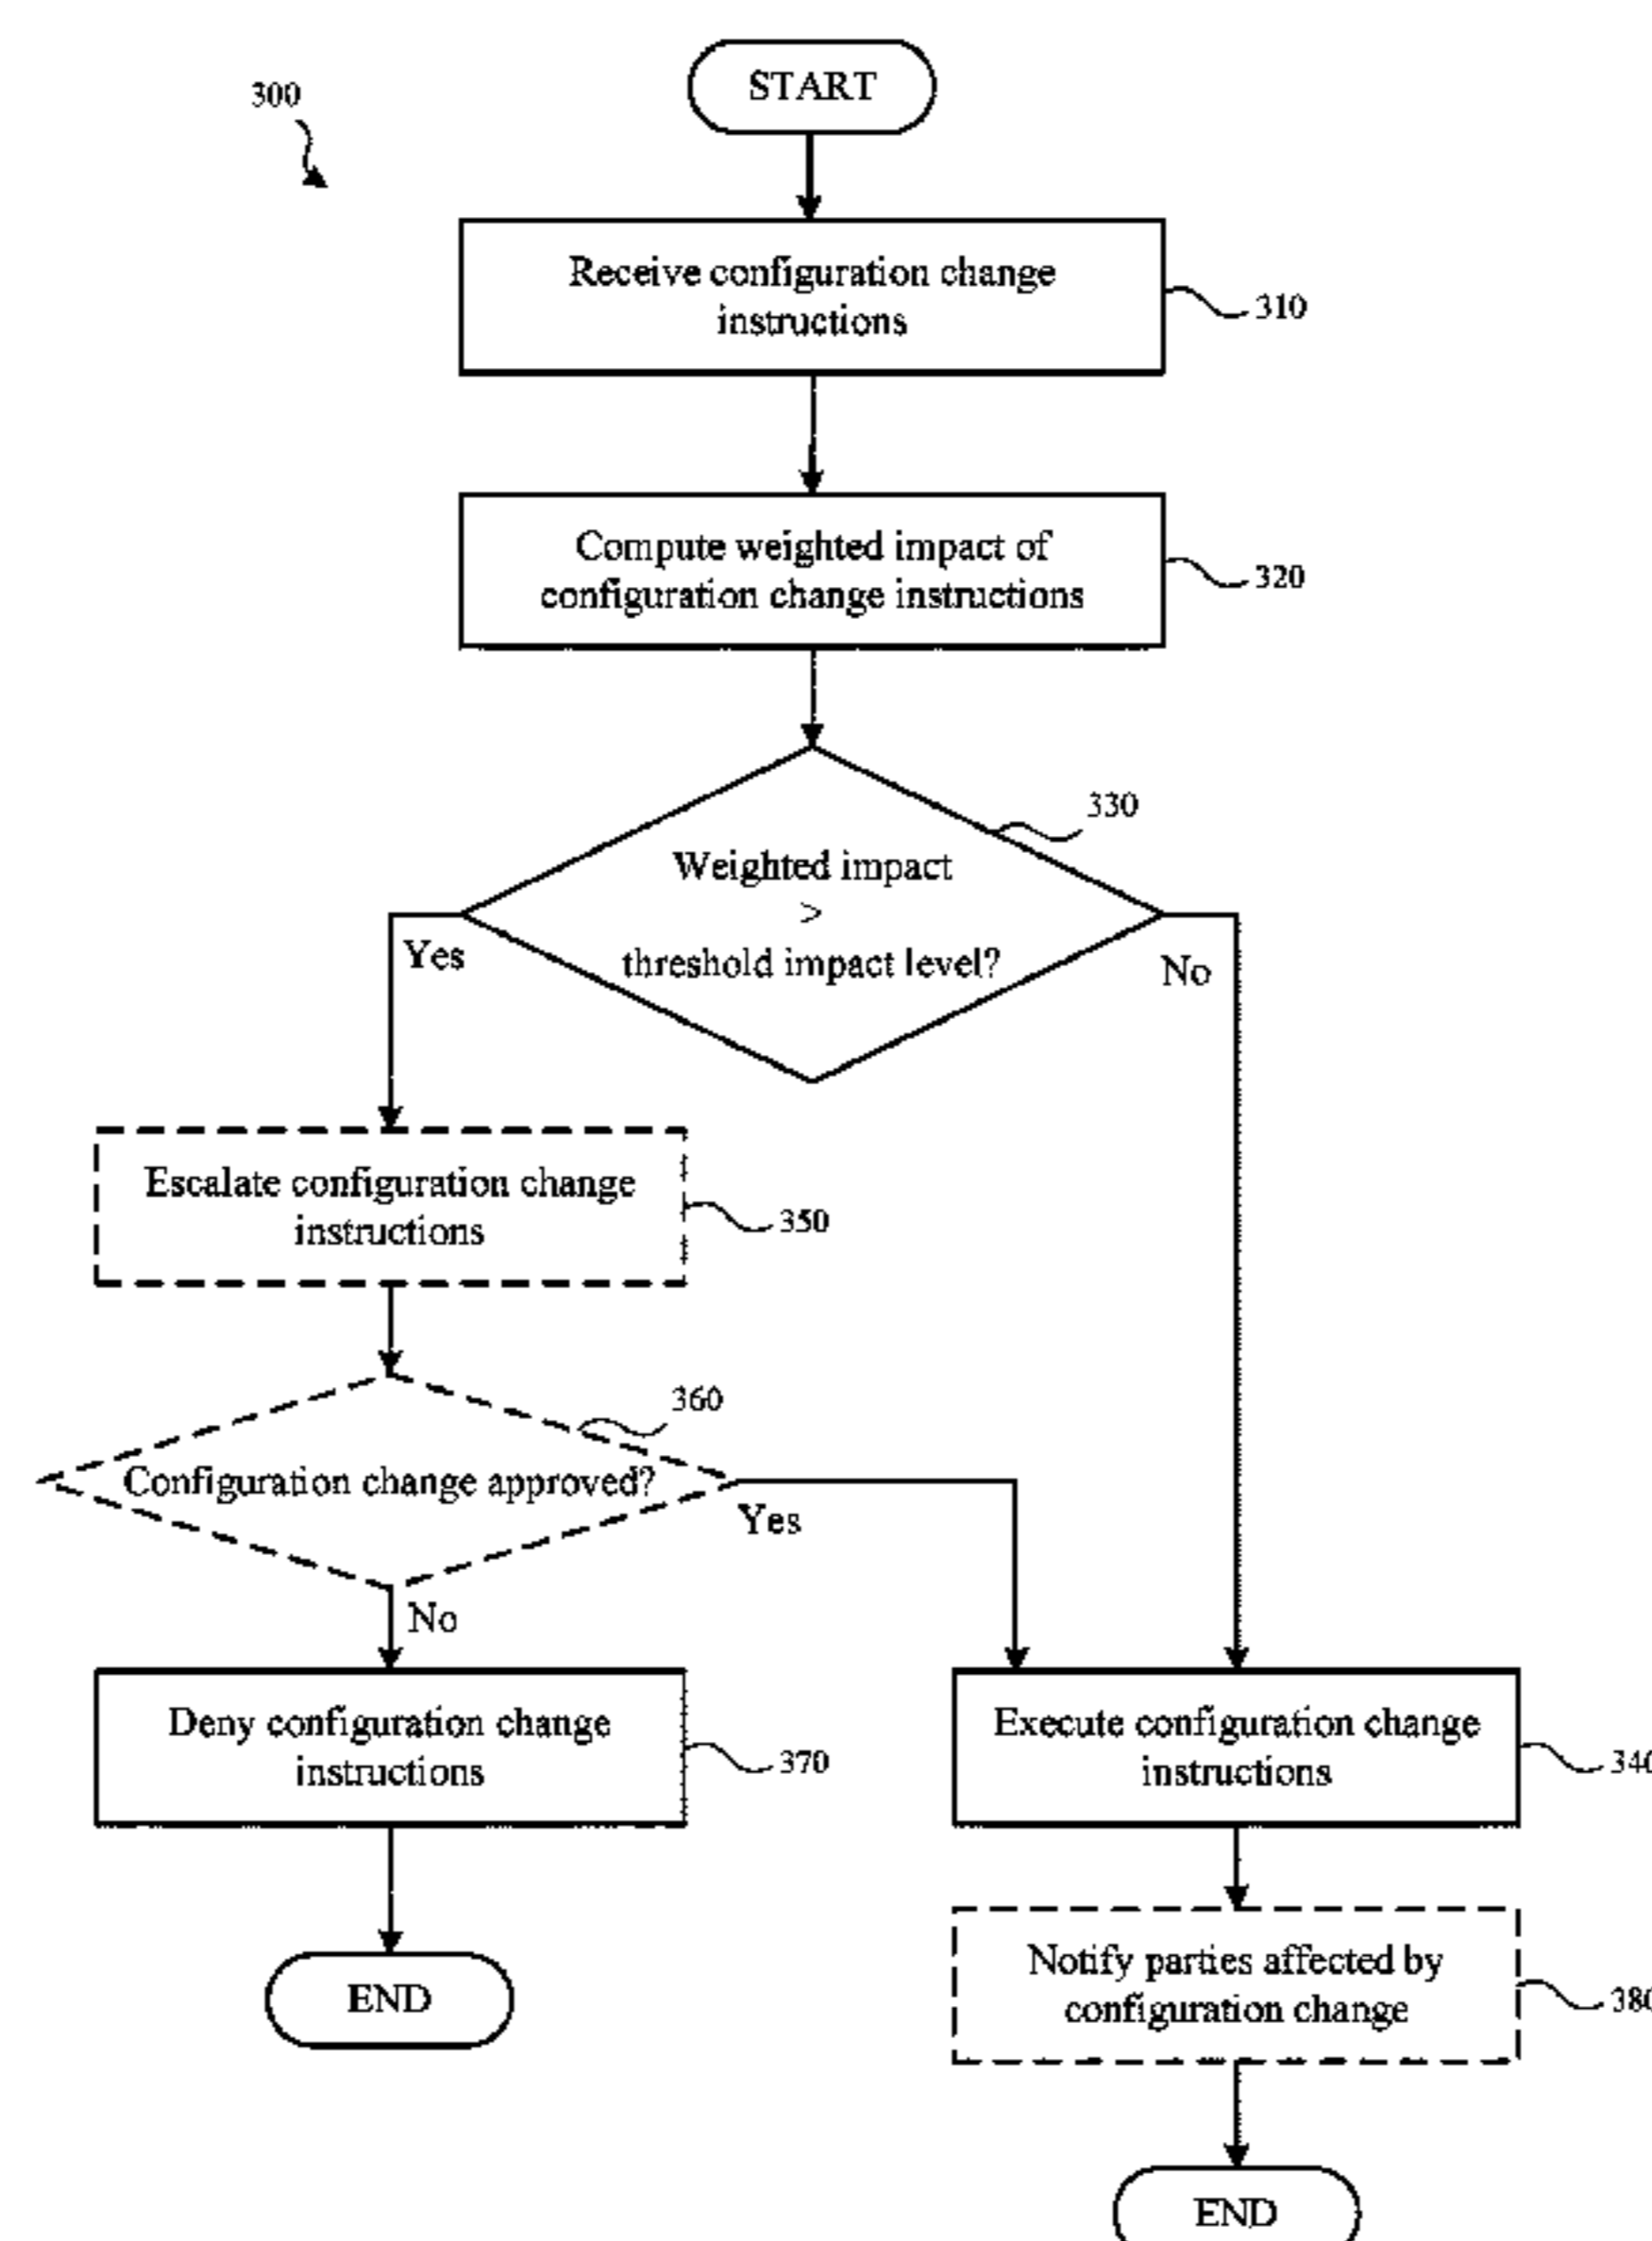 START
300
Receive configuration change
instructions
310
Compute weighted impact of
configuration change instructions
320
330
Weighted impact
>
threshold impact level?
Yes
No
Escalate configuration change
instructions
350
360
Configuration change approved?
Yes
No
Deny configuration change
instructions
370
Execute configuration change
instructions
340
Notify parties affected by
configuration change
380
END
END